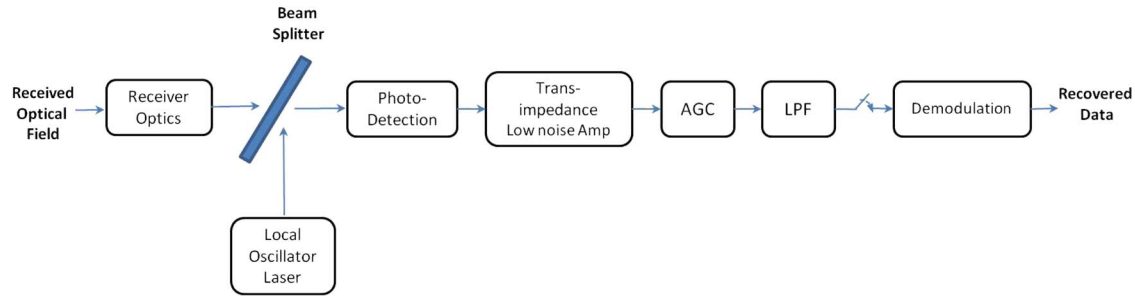 Beam
Splitter
Received
Optical
Field
Receiver
Optics
Photo-
Detection
Trans-
impedance
Low noise Amp
AGC
LPF
Demodulation
Recovered
Data
Local
Oscillator
Laser